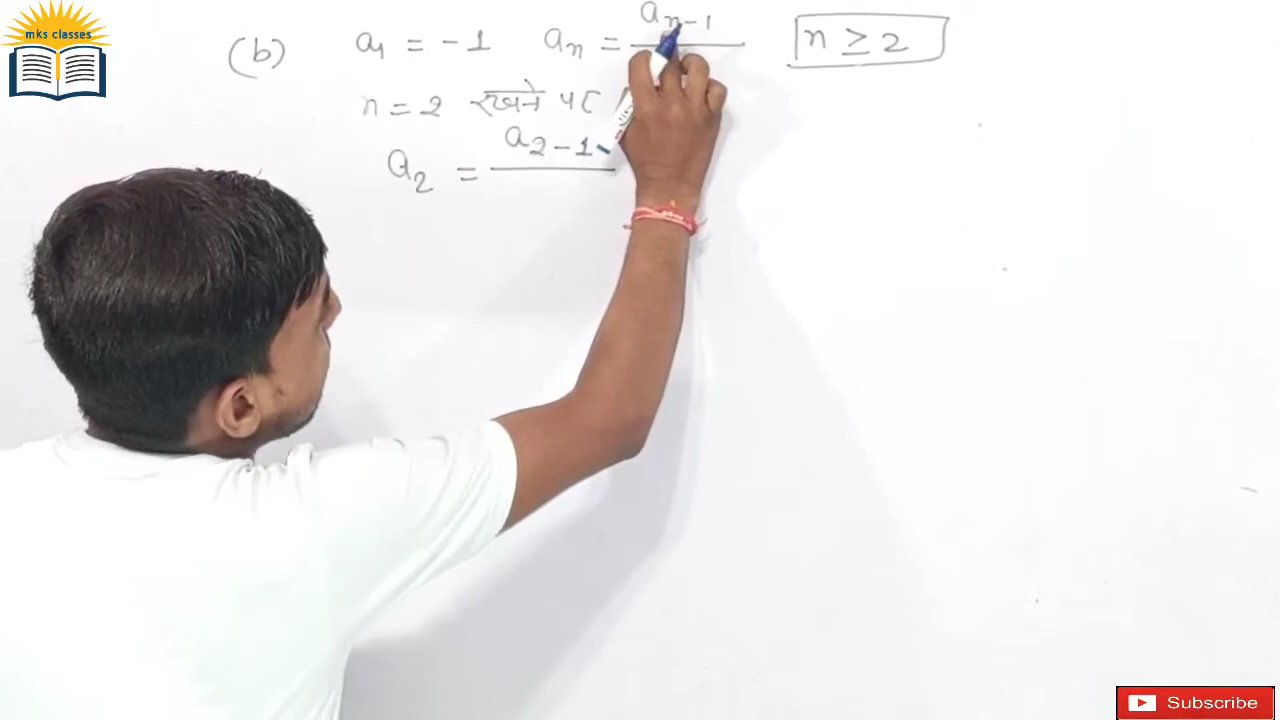 mks classes
(b) a₁ = -1 aₙ = aₙ₋₁/ n ≥ 2
n = 2 रखने पर
a₂ = a₂₋₁/
Subscribe